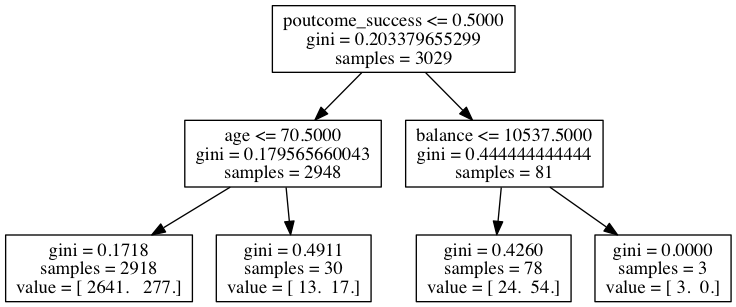 poutcome_success <= 0.5000
gini = 0.203379655299
samples = 3029
age <= 70.5000
gini = 0.179565660043
samples = 2948
balance <= 10537.5000
gini = 0.444444444444
samples = 81
gini = 0.1718
samples = 2918
value = [ 2641.   277.]
gini = 0.4911
samples = 30
value = [ 13.  17.]
gini = 0.4260
samples = 78
value = [ 24.  54.]
gini = 0.0000
samples = 3
value = [ 3.  0.]